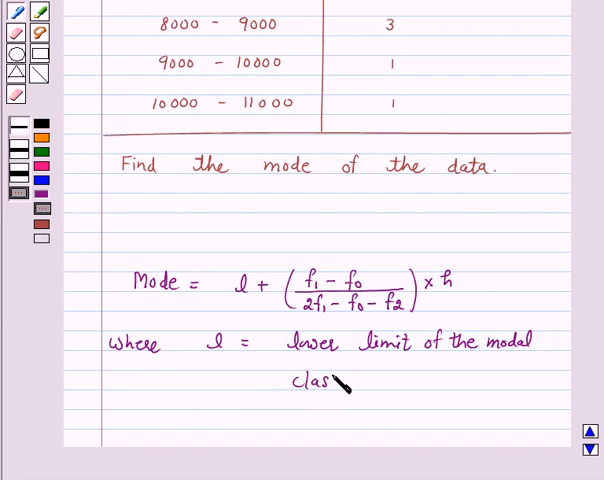 8000 - 9000 3
9000 - 10000 1
10000 - 11000 1
Find the mode of the data.
Mode = l + ( f₁ - f₀ / 2f₁ - f₀ - f₂ ) × h
where l = lower limit of the modal
clas